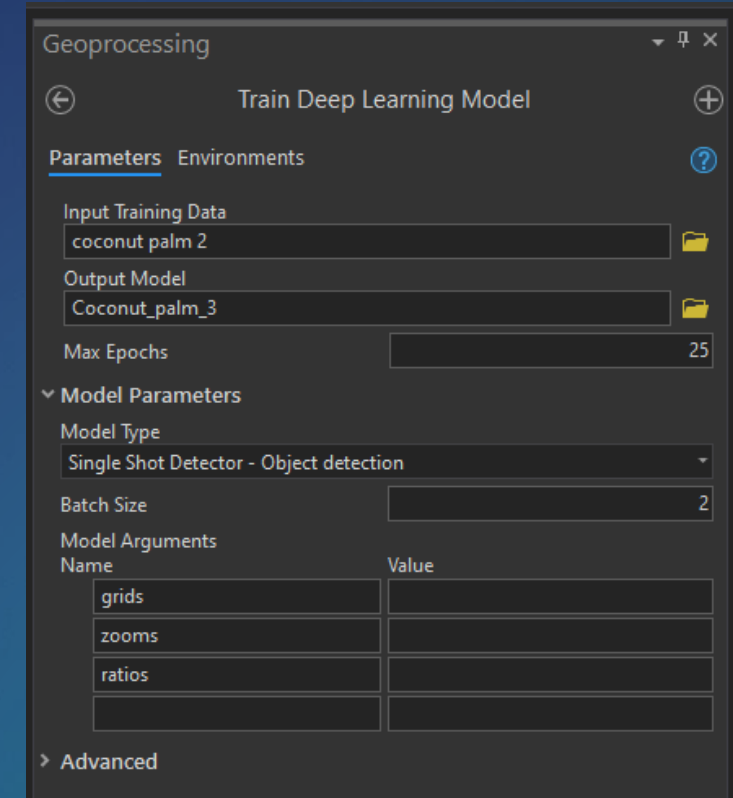 Geoprocessing
Train Deep Learning Model
Parameters Environments
?
Input Training Data
coconut palm 2
Output Model
Coconut_palm_3
Max Epochs 25
Model Parameters
Model Type
Single Shot Detector - Object detection
Batch Size 2
Model Arguments
Name Value
grids
zooms
ratios
Advanced